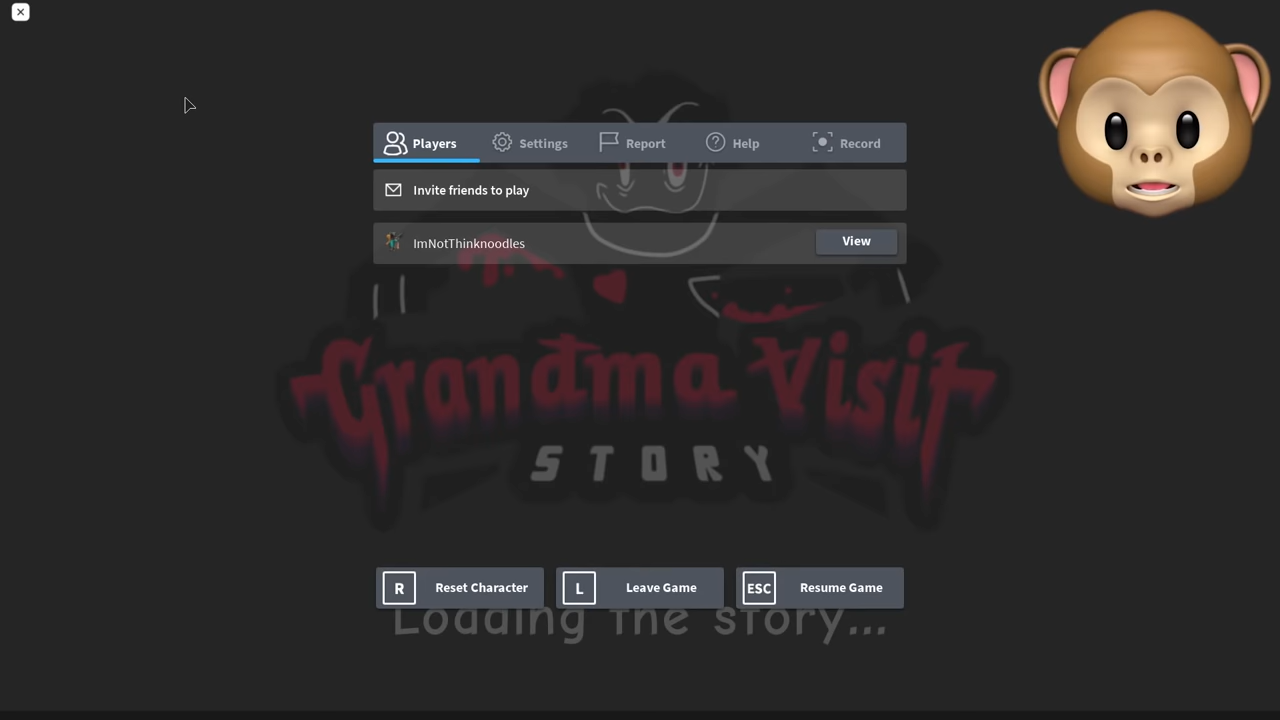 Players Settings Report Help Record
Invite friends to play
ImNotThinknoodles View
Grandma Visit
STORY
R Reset Character L Leave Game ESC Resume Game
Loading the story...